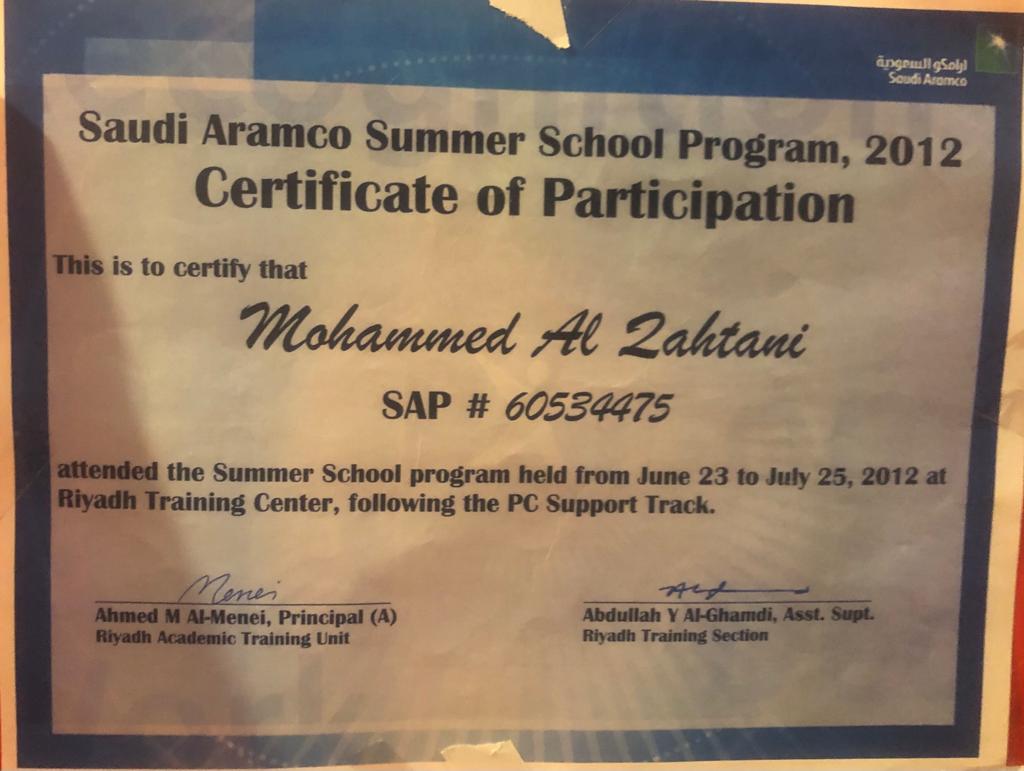 ارامكو السعودية
Saudi Aramco
Saudi Aramco Summer School Program, 2012
Certificate of Participation
This is to certify that
Mohammed Al Qahtani
SAP # 60534475
attended the Summer School program held from June 23 to July 25, 2012 at
Riyadh Training Center, following the PC Support Track.
Menei
Ahmed M Al-Menei, Principal (A)
Riyadh Academic Training Unit
Abdullah Y Al-Ghamdi, Asst. Supt.
Riyadh Training Section